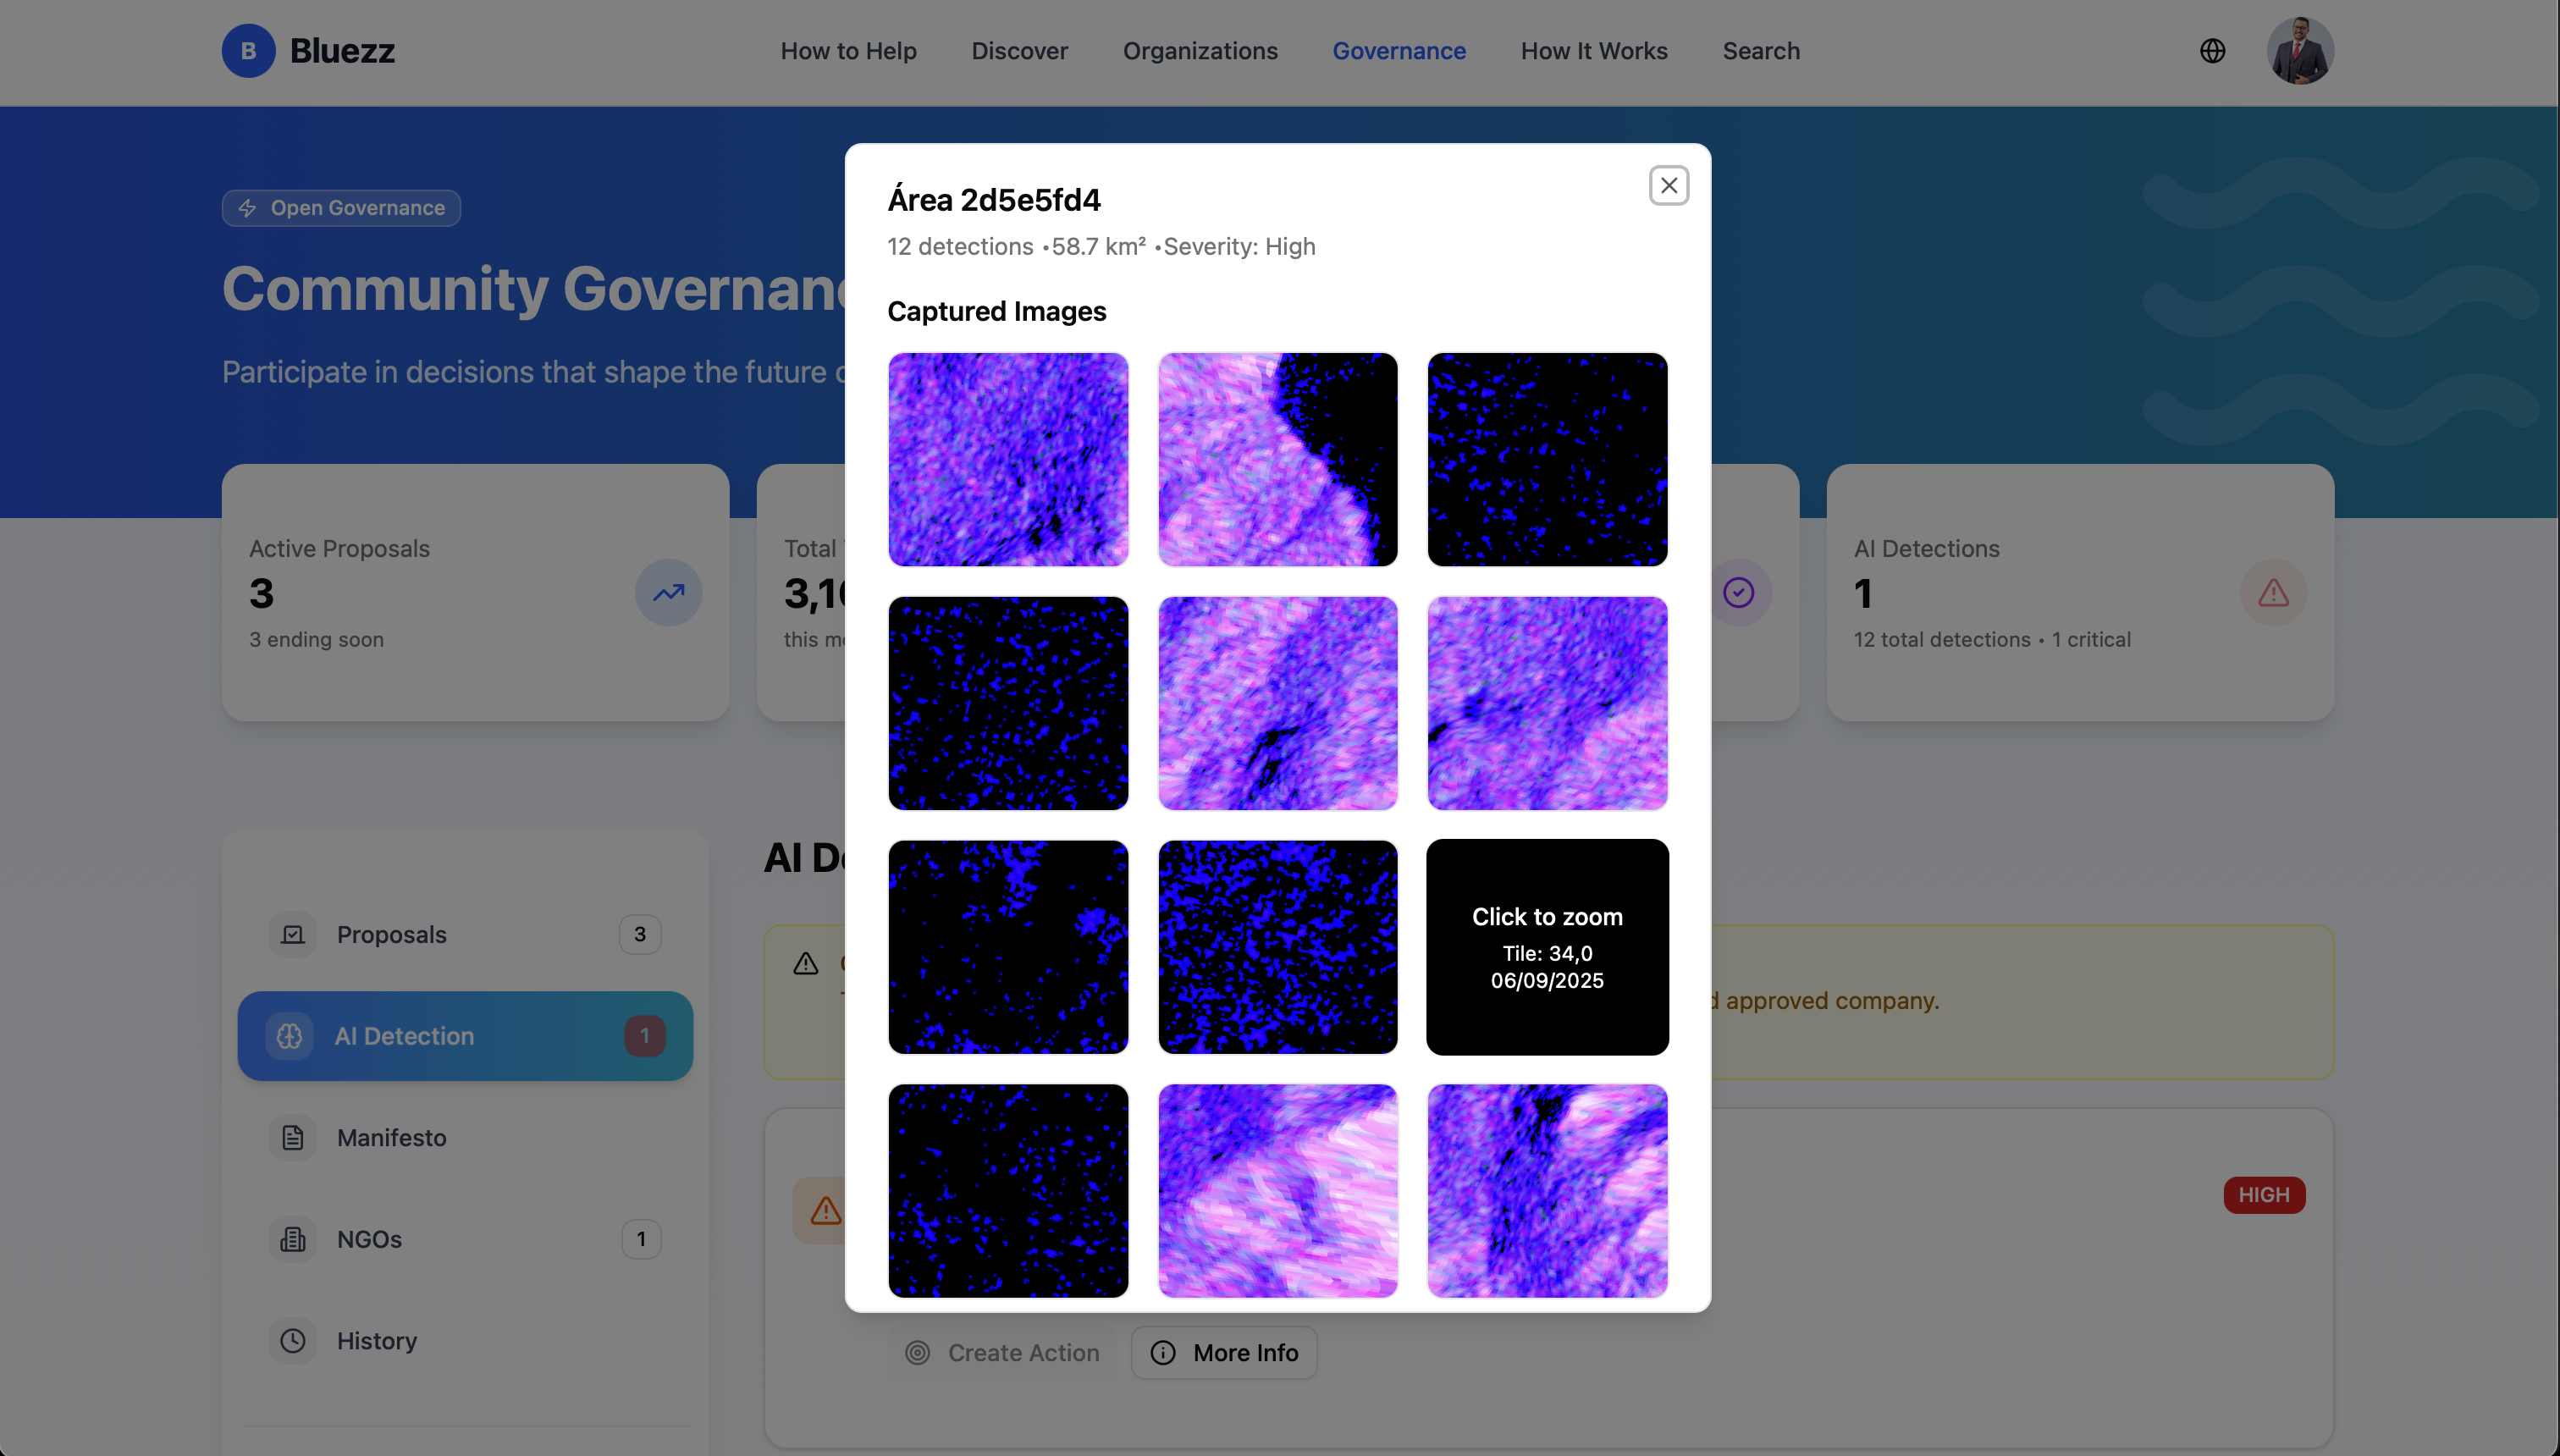 B Bluezz
How to Help
Discover
Organizations
Governance
How It Works
Search
Open Governance
Community
Participate in decisions that shape the future
Active Proposals
3
3 ending soon
Total
this
AI Detections
1
12 total detections • 1 critical
Proposals 3
AI Detection 1
Manifesto
NGOs 1
History
AI
approved company.
HIGH
Create Action
More Info
Área 2d5e5fd4
12 detections •58.7 km² •Severity: High
Captured Images
Click to zoom
Tile: 34,0
06/09/2025